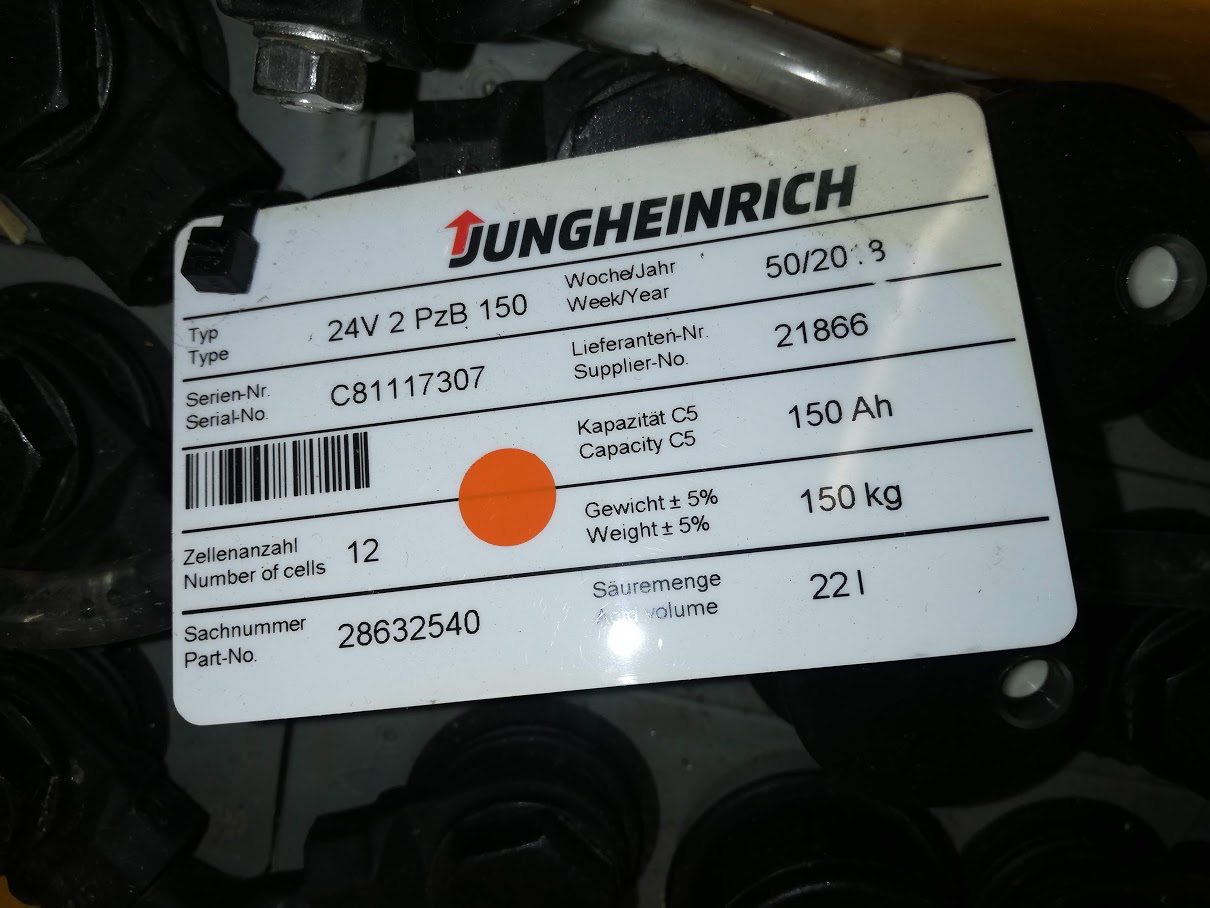 JUNGHEINRICH
Typ
Type
24V 2 PzB 150
Woche/Jahr
Week/Year
Serien-Nr.
Serial-No.
C81117307
Lieferanten-Nr.
Supplier-No.
21866
Kapazität C5
Capacity C5
150 Ah
Zellenanzahl
Number of cells
12
Gewicht ± 5%
Weight ± 5%
150 kg
Sachnummer
Part-No.
28632540
Säuremenge
Acid volume
22 l